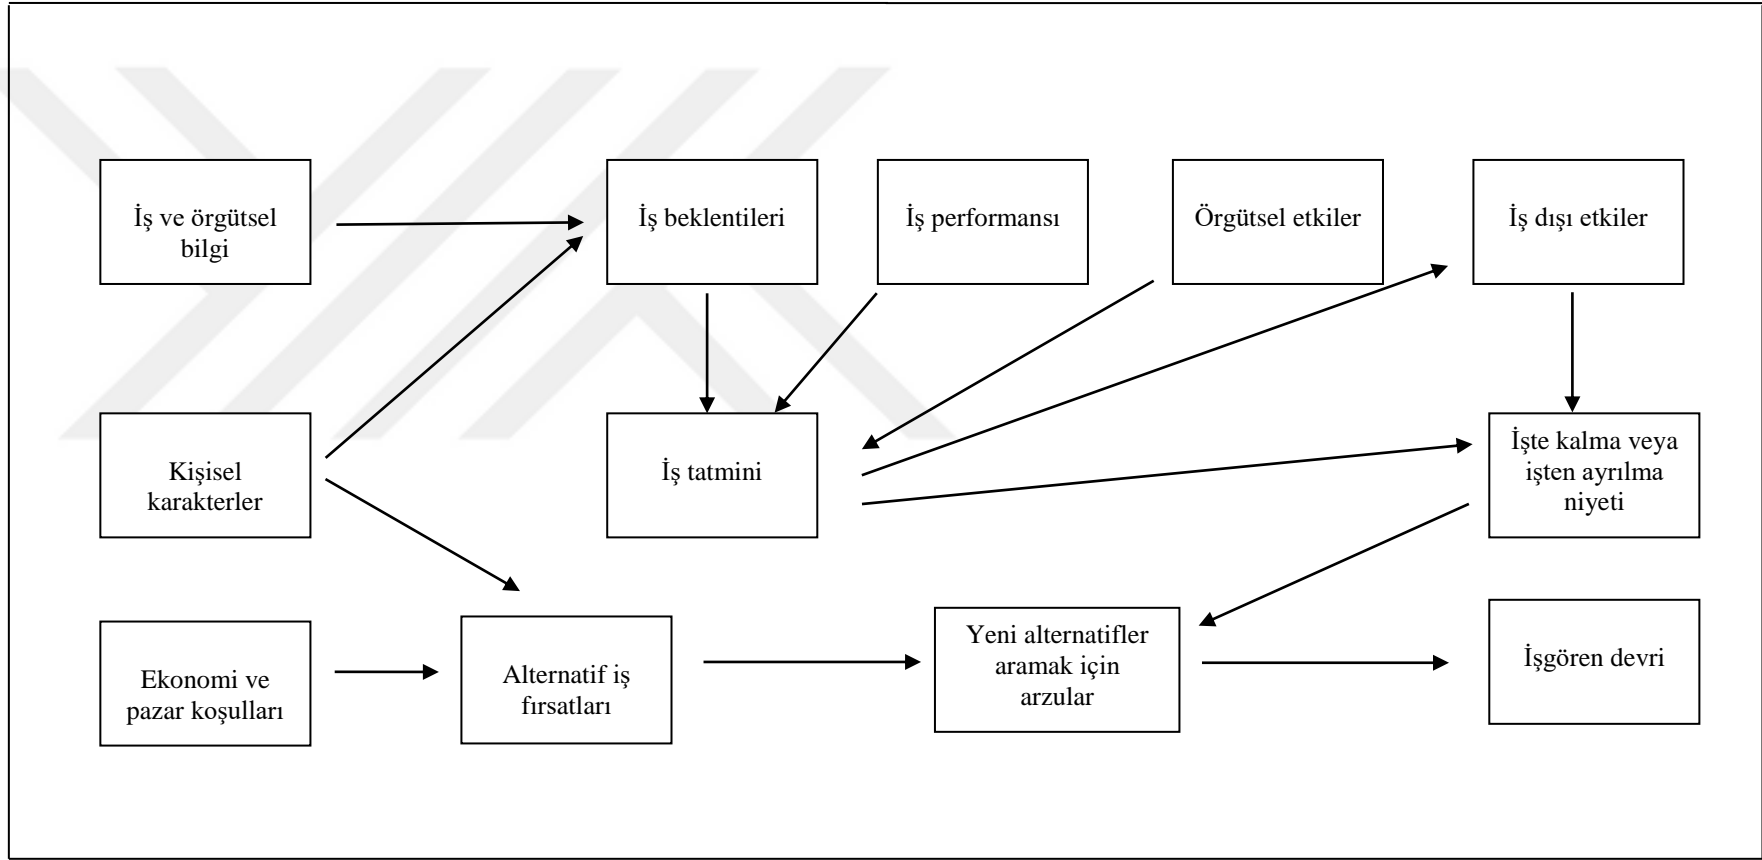 İş ve örgütsel
bilgi
İş beklentileri
İş performansı
Örgütsel etkiler
İş dışı etkiler
Kişisel
karakterler
İş tatmini
İşte kalma veya
işten ayrılma
niyeti
Ekonomi ve
pazar koşulları
Alternatif iş
fırsatları
Yeni alternatifler
aramak için
arzular
İşgören devri